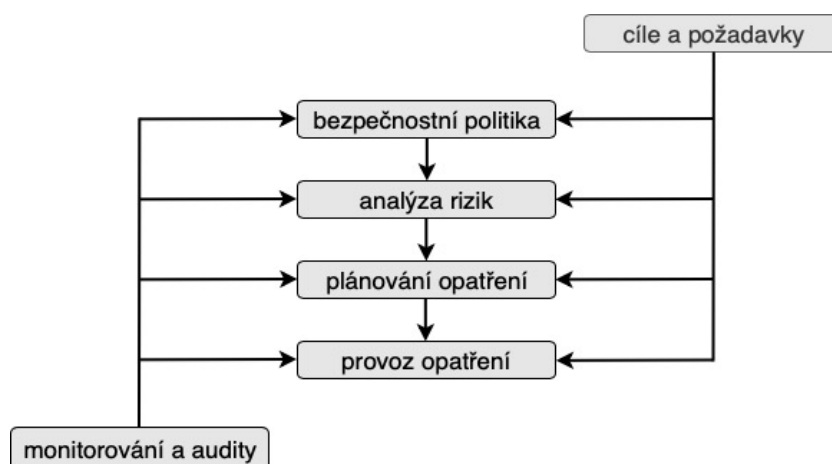 cíle a požadavky
bezpečnostní politika
analýza rizik
plánování opatření
provoz opatření
monitorování a audity